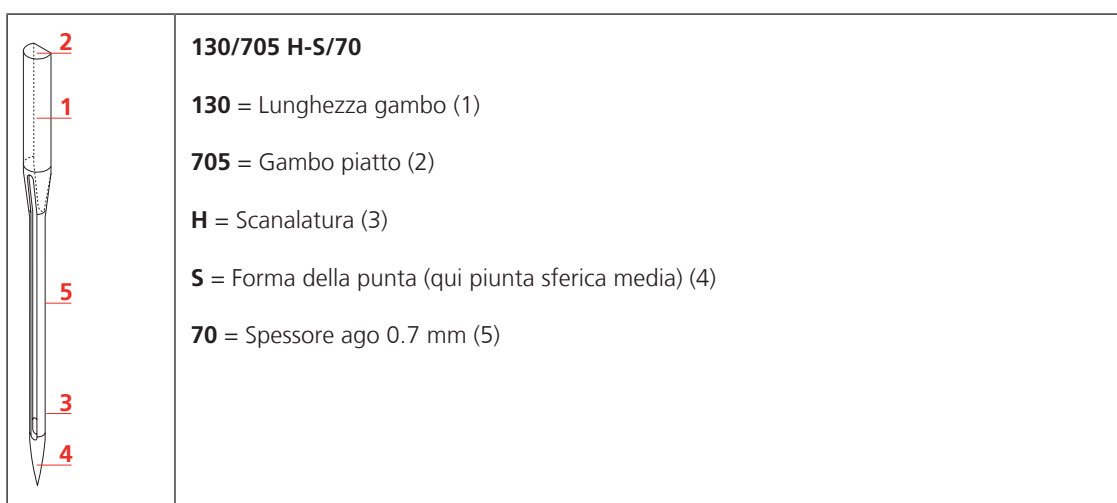 2
1
5
3
4
130/705 H-S/70
130 = Lunghezza gambo (1)
705 = Gambo piatto (2)
H = Scanalatura (3)
S = Forma della punta (qui piunta sferica media) (4)
70 = Spessore ago 0.7 mm (5)